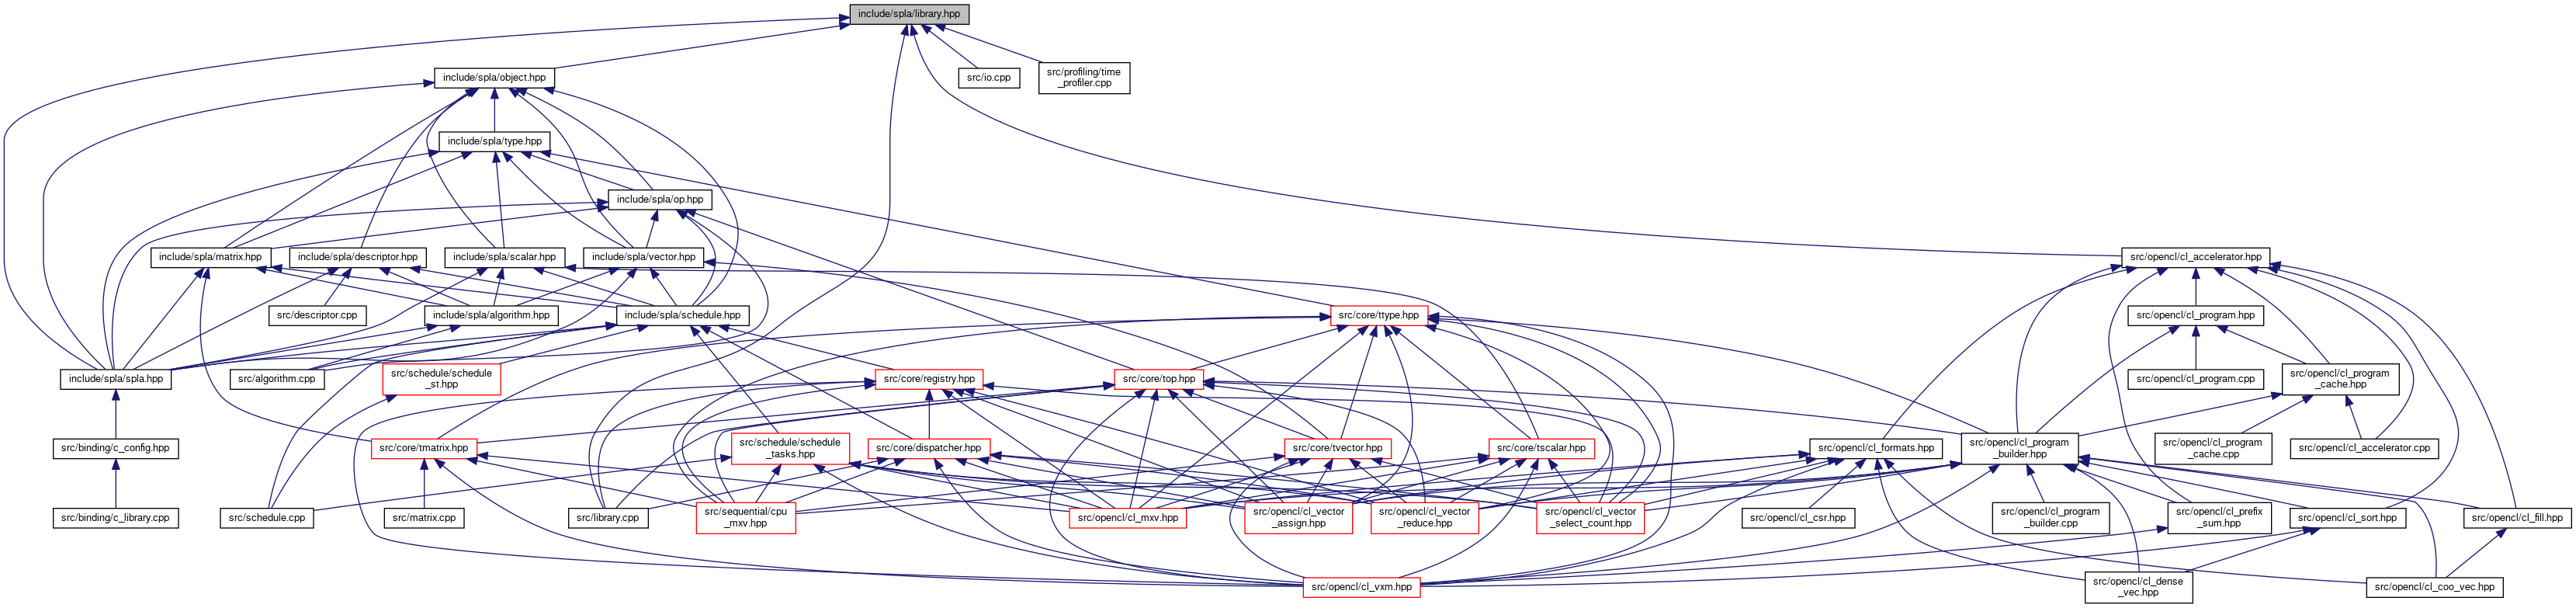 include/spla/library.hpp
include/spla/object.hpp
src/io.cpp
src/profiling/time
_profiler.cpp
include/spla/type.hpp
include/spla/op.hpp
include/spla/matrix.hpp
include/spla/descriptor.hpp
include/spla/scalar.hpp
include/spla/vector.hpp
src/opencl/cl_accelerator.hpp
src/descriptor.cpp
include/spla/algorithm.hpp
include/spla/schedule.hpp
src/core/ttype.hpp
src/opencl/cl_program.hpp
include/spla/spla.hpp
src/algorithm.cpp
src/schedule/schedule
_st.hpp
src/core/registry.hpp
src/core/top.hpp
src/opencl/cl_program.cpp
src/opencl/cl_program
_cache.hpp
src/binding/c_config.hpp
src/core/tmatrix.hpp
src/schedule/schedule
_tasks.hpp
src/core/dispatcher.hpp
src/core/tvector.hpp
src/core/tscalar.hpp
src/opencl/cl_formats.hpp
src/opencl/cl_program
_builder.hpp
src/opencl/cl_program
_cache.cpp
src/opencl/cl_accelerator.cpp
src/binding/c_library.cpp
src/schedule.cpp
src/matrix.cpp
src/library.cpp
src/sequential/cpu
_mxv.hpp
src/opencl/cl_mxv.hpp
src/opencl/cl_vector
_assign.hpp
src/opencl/cl_vector
_reduce.hpp
src/opencl/cl_vector
_select_count.hpp
src/opencl/cl_csr.hpp
src/opencl/cl_program
_builder.cpp
src/opencl/cl_prefix
_sum.hpp
src/opencl/cl_sort.hpp
src/opencl/cl_fill.hpp
src/opencl/cl_vxm.hpp
src/opencl/cl_dense
_vec.hpp
src/opencl/cl_coo_vec.hpp